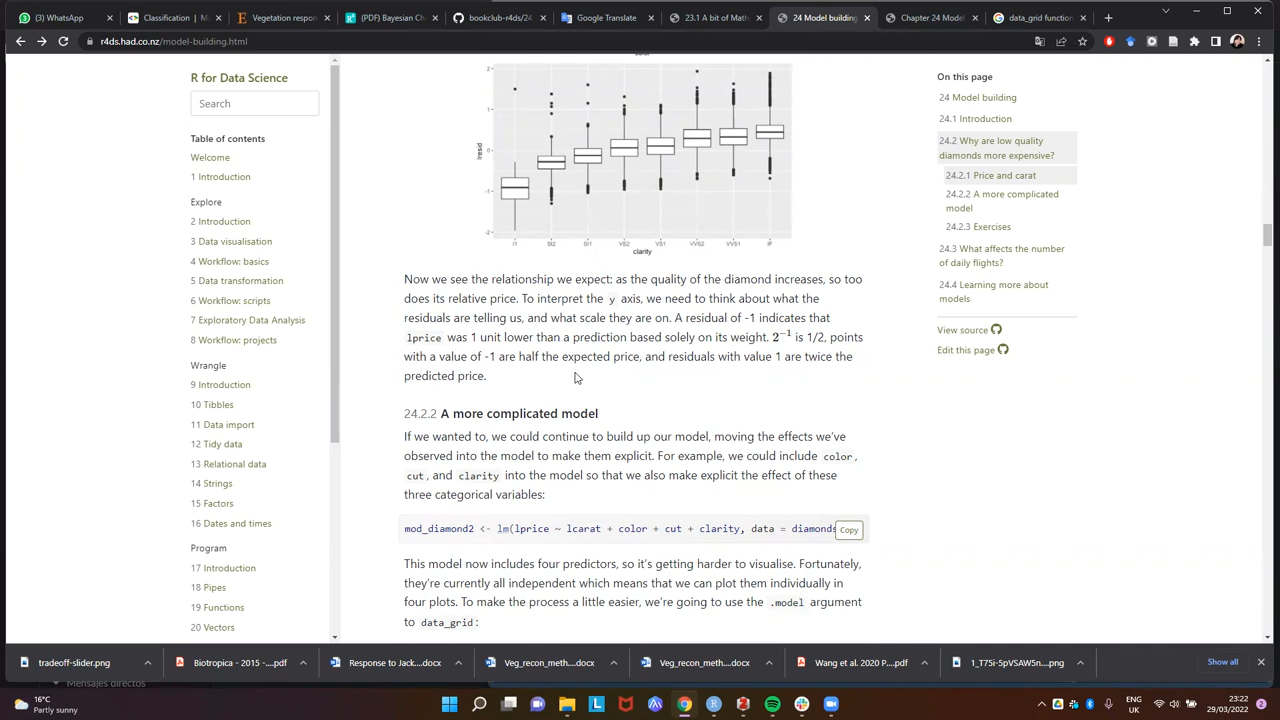 WhatsApp
Classification | M
Vegetation respon
(PDF) Bayesian Ch
bookclub-r4ds/24
Google Translate
23.1 A bit of Math
24 Model building
Chapter 24 Model
data_grid function
r4ds.had.co.nz/model-building.html
R for Data Science
Search
Table of contents
Welcome
1 Introduction
Explore
2 Introduction
3 Data visualisation
4 Workflow: basics
5 Data transformation
6 Workflow: scripts
7 Exploratory Data Analysis
8 Workflow: projects
Wrangle
9 Introduction
10 Tibbles
11 Data import
12 Tidy data
13 Relational data
14 Strings
15 Factors
16 Dates and times
Program
17 Introduction
18 Pipes
19 Functions
20 Vectors
2
1
0
-1
-2
lresid
I1 SI2 SI1 VS2 VS1 VVS2 VVS1 IF
clarity
Now we see the relationship we expect: as the quality of the diamond increases, so too
does its relative price. To interpret the y axis, we need to think about what the
residuals are telling us, and what scale they are on. A residual of -1 indicates that
lprice was 1 unit lower than a prediction based solely on its weight. 2⁻¹ is 1/2, points
with a value of -1 are half the expected price, and residuals with value 1 are twice the
predicted price.
24.2.2 A more complicated model
If we wanted to, we could continue to build up our model, moving the effects we've
observed into the model to make them explicit. For example, we could include color,
cut, and clarity into the model so that we also make explicit the effect of these
three categorical variables:
mod_diamond2 <- lm(lprice ~ lcarat + color + cut + clarity, data = diamonds
Copy
This model now includes four predictors, so it's getting harder to visualise. Fortunately,
they're currently all independent which means that we can plot them individually in
four plots. To make the process a little easier, we're going to use the .model argument
to data_grid:
On this page
24 Model building
24.1 Introduction
24.2 Why are low quality
diamonds more expensive?
24.2.1 Price and carat
24.2.2 A more complicated
model
24.2.3 Exercises
24.3 What affects the number
of daily flights?
24.4 Learning more about
models
View source
Edit this page
tradeoff-slider.png
Biotropica - 2015 -....pdf
Response to Jack....docx
Veg_recon_meth....docx
Veg_recon_meth....docx
Wang et al. 2020 P....pdf
1_T75i-5pVSAW5n....png
Show all
Mensajes directos
16°C
Partly sunny
ENG
UK
23:22
29/03/2022